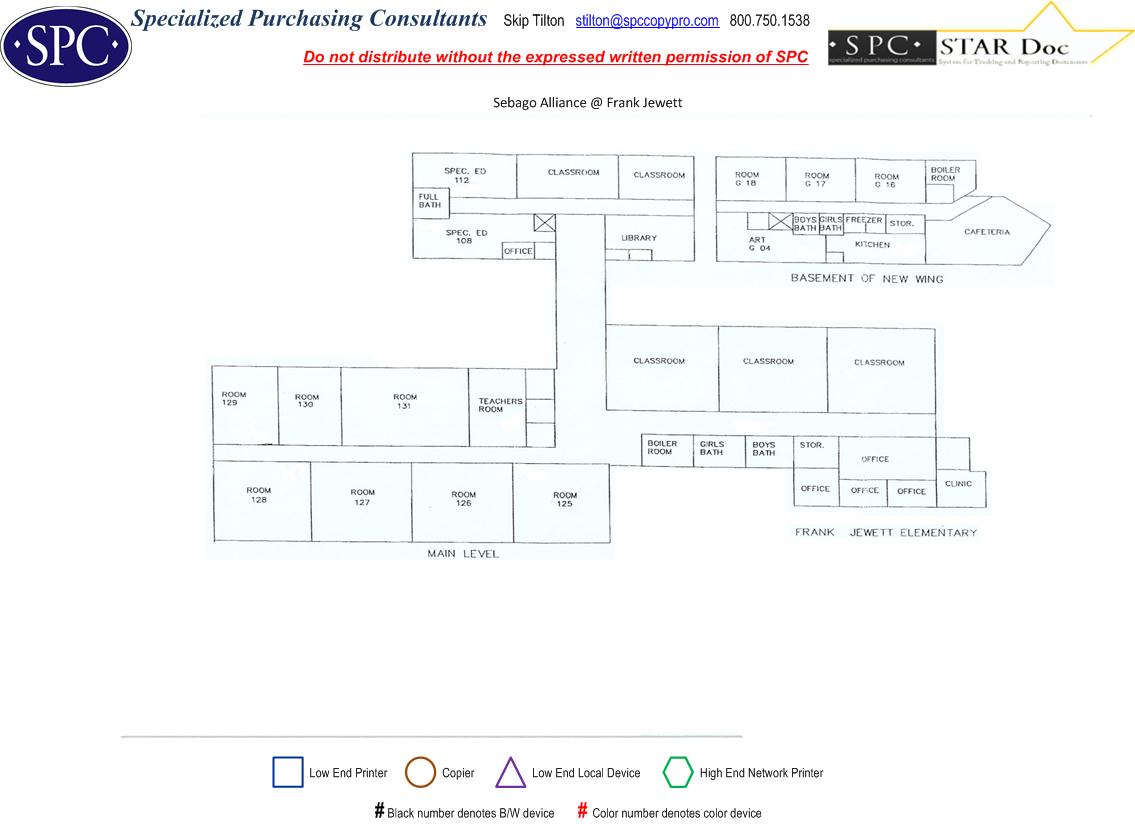 Specialized Purchasing Consultants Skip Tilton stilton@spccopypro.com 800.750.1538
SPC
Do not distribute without the expressed written permission of SPC
SPC STAR Doc
specialized purchasing consultants System for Tracking and Reporting Documents
Sebago Alliance @ Frank Jewett
SPEC. ED
112
CLASSROOM
CLASSROOM
FULL
BATH
SPEC. ED
108
OFFICE
LIBRARY
ROOM
G 18
ROOM
G 17
ROOM
G 16
BOILER
ROOM
BOYS
BATH
GIRLS
BATH
FREEZER
STOR.
ART
G 04
KITCHEN
CAFETERIA
BASEMENT OF NEW WING
CLASSROOM
CLASSROOM
CLASSROOM
ROOM
129
ROOM
130
ROOM
131
TEACHERS
ROOM
BOILER
ROOM
GIRLS
BATH
BOYS
BATH
STOR.
OFFICE
OFFICE
OFFICE
OFFICE
CLINIC
ROOM
128
ROOM
127
ROOM
126
ROOM
125
FRANK JEWETT ELEMENTARY
MAIN LEVEL
Low End Printer Copier Low End Local Device High End Network Printer
# Black number denotes B/W device # Color number denotes color device